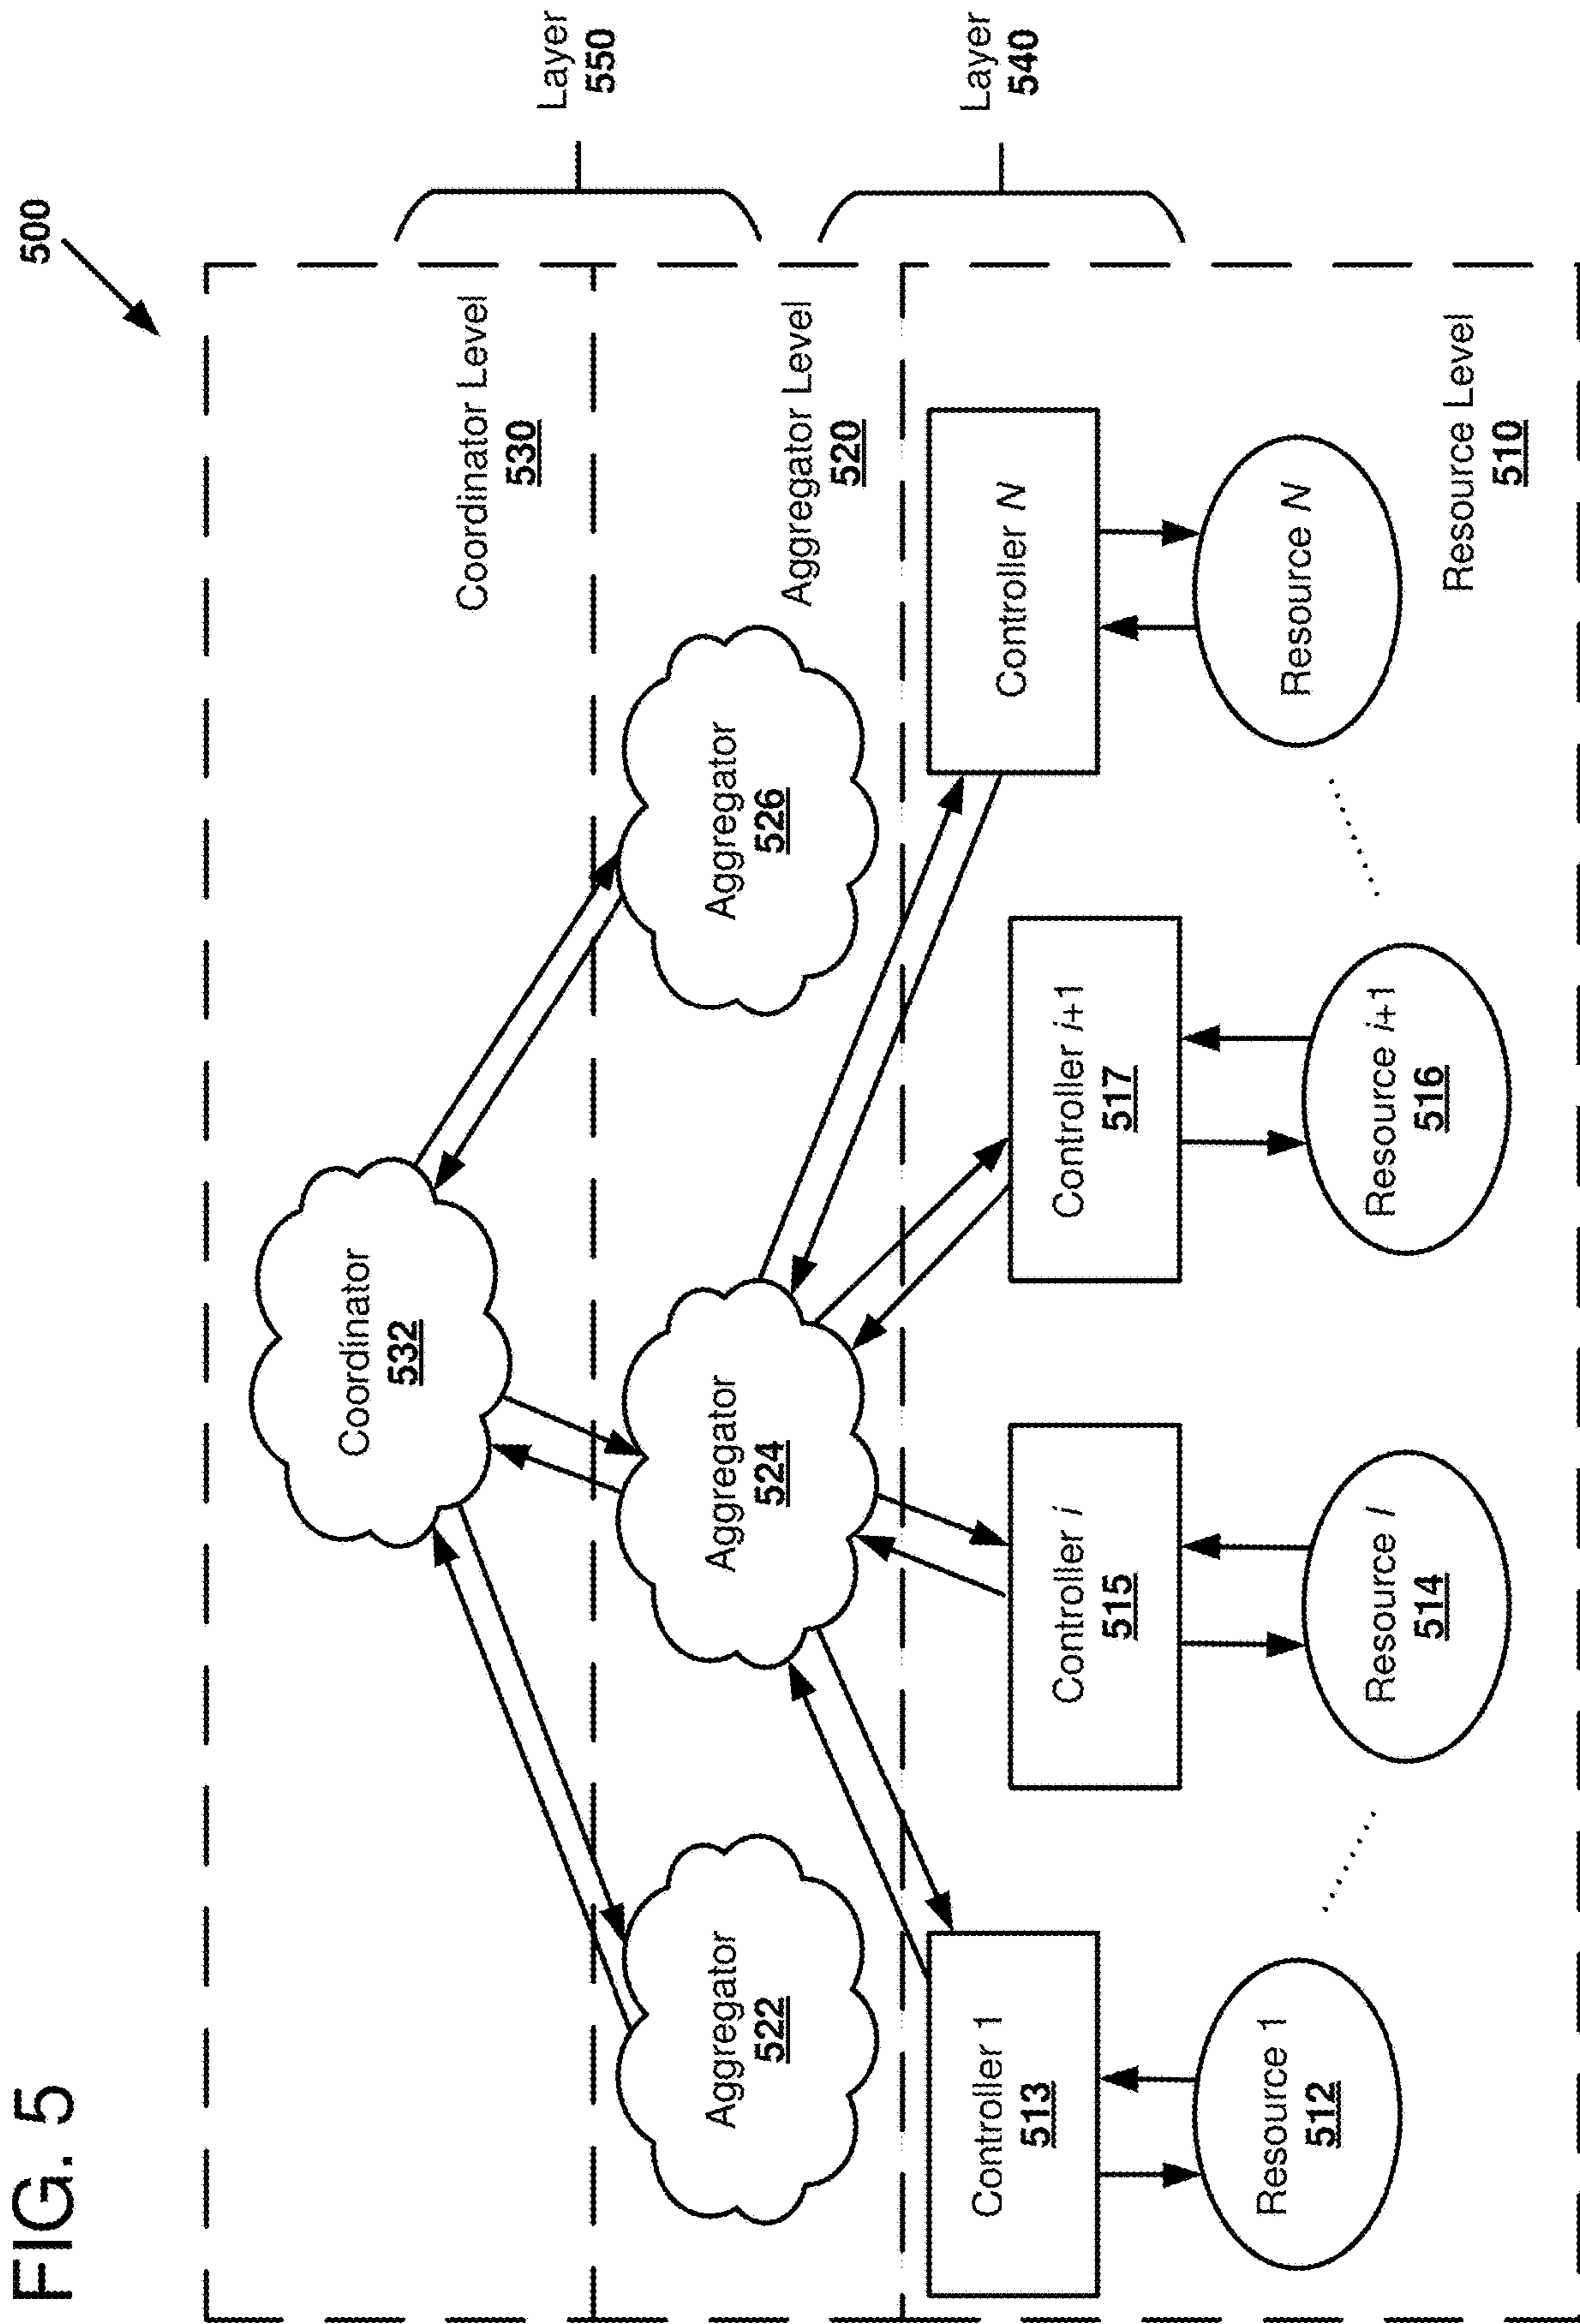 FIG. 5
500
Coordinator Level
530
Coordinator
532
Layer
550
Aggregator Level
520
Aggregator
522
Aggregator
524
Aggregator
526
Layer
540
Controller 1
513
Controller i
515
Controller i+1
517
Controller N
Resource 1
512
Resource I
514
Resource i+1
516
Resource N
Resource Level
510